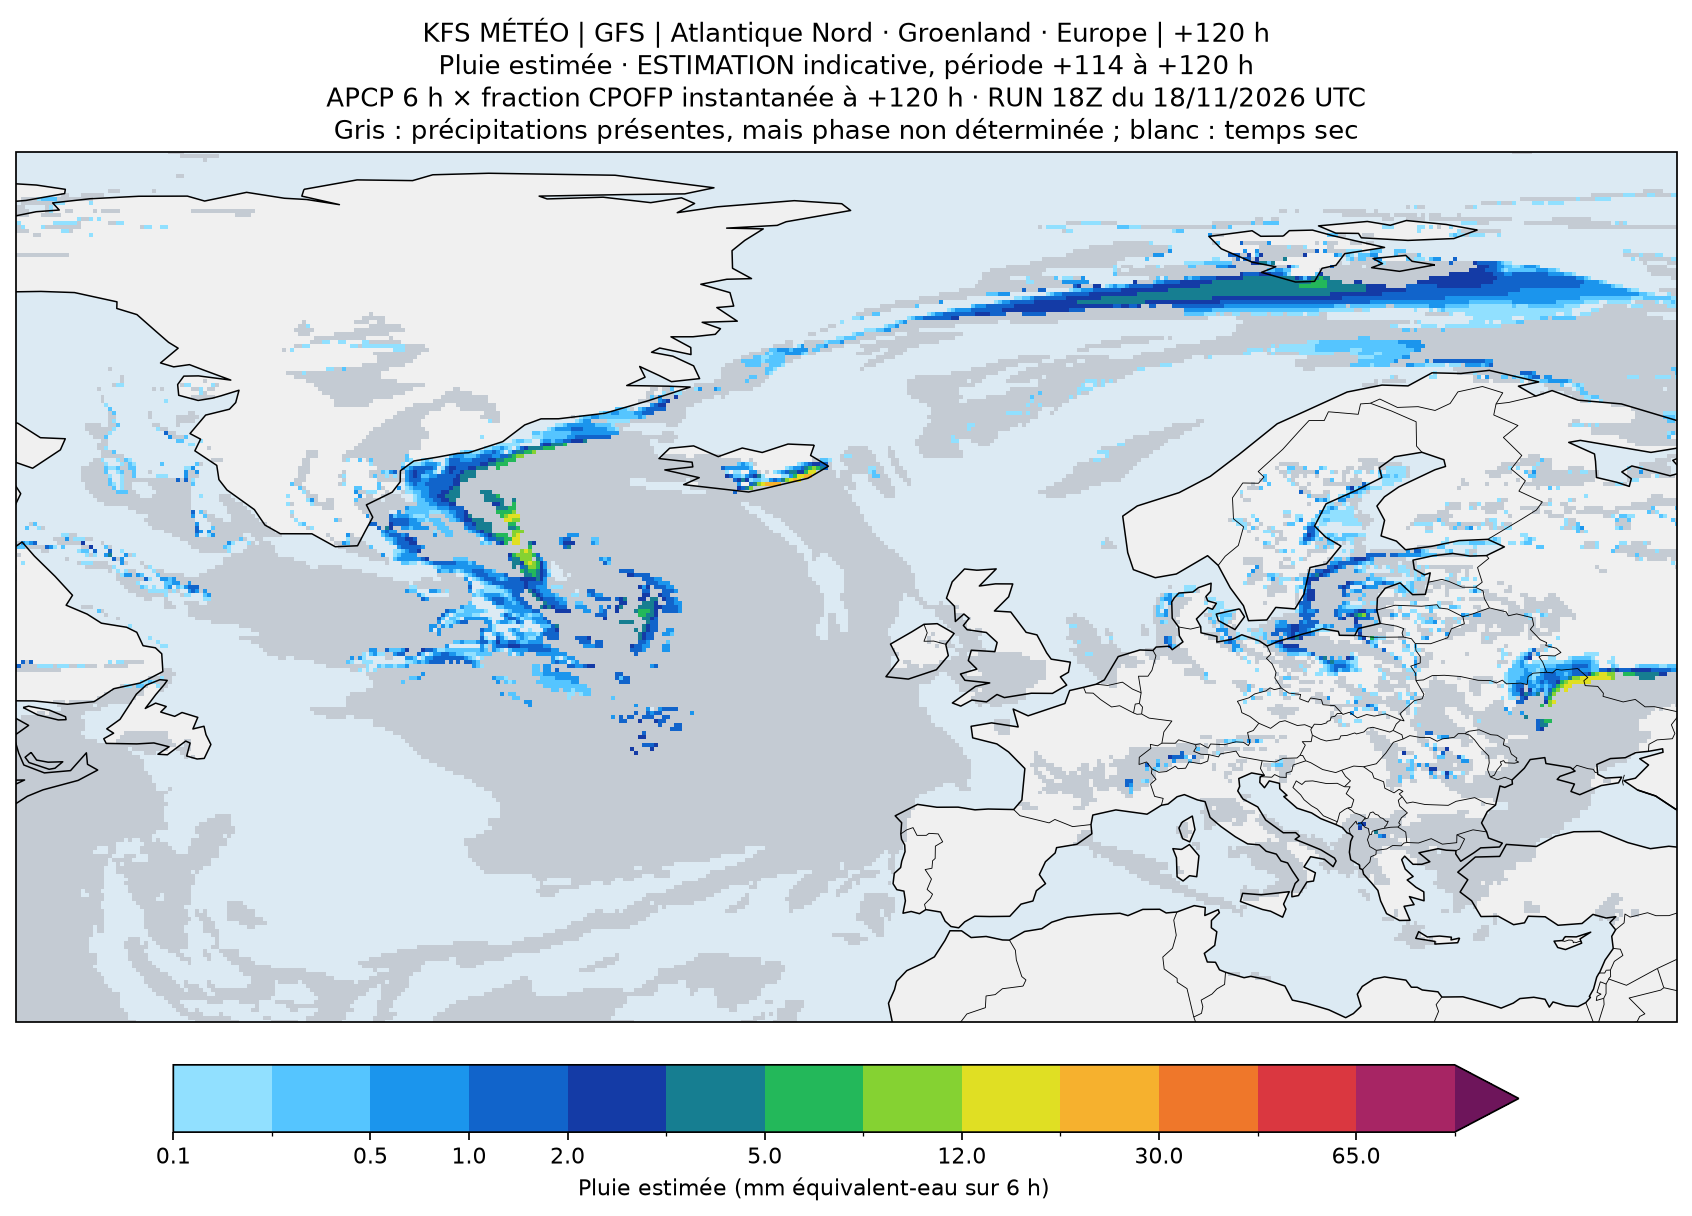 KFS MÉTÉO | GFS | Atlantique Nord · Groenland · Europe | +120 h
Pluie estimée · ESTIMATION indicative, période +114 à +120 h
APCP 6 h × fraction CPOFP instantanée à +120 h · RUN 18Z du 18/11/2026 UTC
Gris : précipitations présentes, mais phase non déterminée ; blanc : temps sec
0.1 0.5 1.0 2.0 5.0 12.0 30.0 65.0
Pluie estimée (mm équivalent-eau sur 6 h)